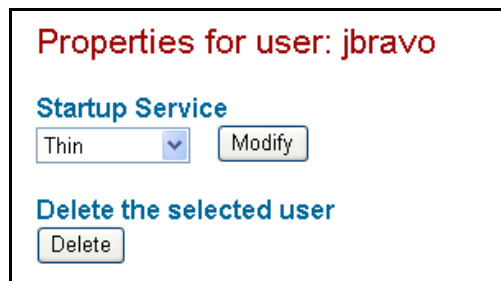 Properties for user: jbravo
Startup Service
Thin Modify
Delete the selected user
Delete